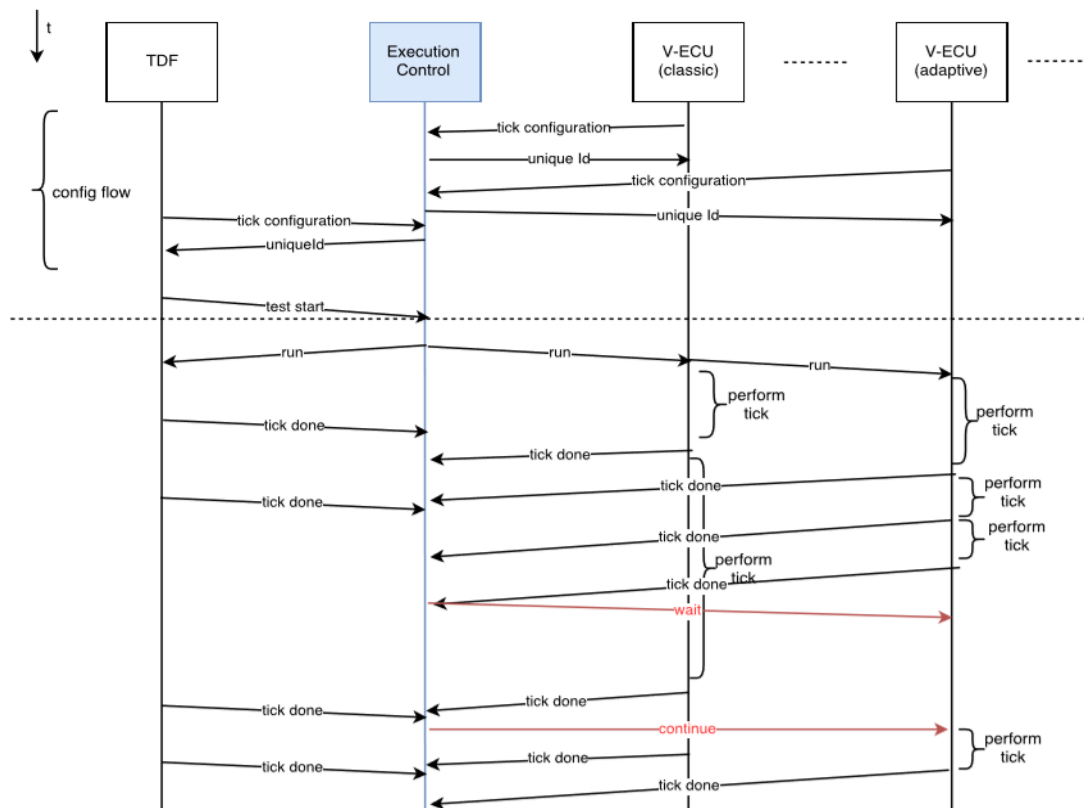 t
TDF
Execution
Control
V-ECU
(classic)
V-ECU
(adaptive)
tick configuration
unique Id
tick configuration
config flow
tick configuration
unique Id
uniqueId
test start
run
run
run
perform
tick
perform
tick
tick done
tick done
tick done
tick done
perform
tick
perform
tick
tick done
perform
tick
tick done
wait
tick done
tick done
continue
perform
tick
tick done
tick done
tick done